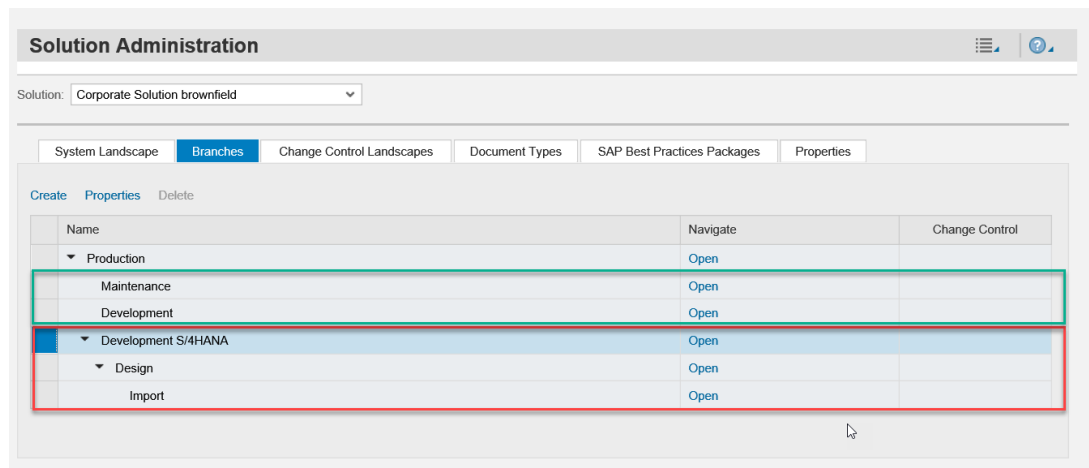 Solution Administration
Solution: Corporate Solution brownfield
System Landscape Branches Change Control Landscapes Document Types SAP Best Practices Packages Properties
Create Properties Delete
Name Navigate Change Control
Production Open
Maintenance Open
Development Open
Development S/4HANA Open
Design Open
Import Open